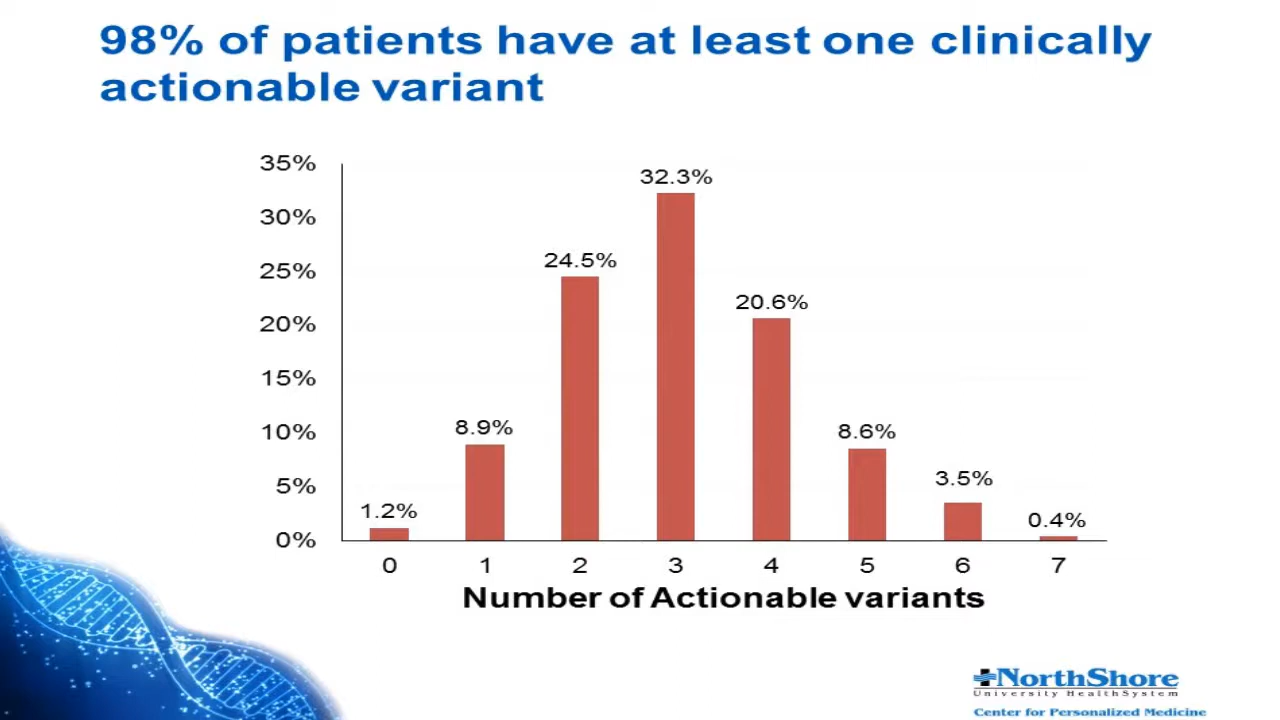 98% of patients have at least one clinically
actionable variant
35%
30%
25%
20%
15%
10%
5%
0%
1.2%
8.9%
24.5%
32.3%
20.6%
8.6%
3.5%
0.4%
0 1 2 3 4 5 6 7
Number of Actionable variants
NorthShore
University HealthSystem
Center for Personalized Medicine